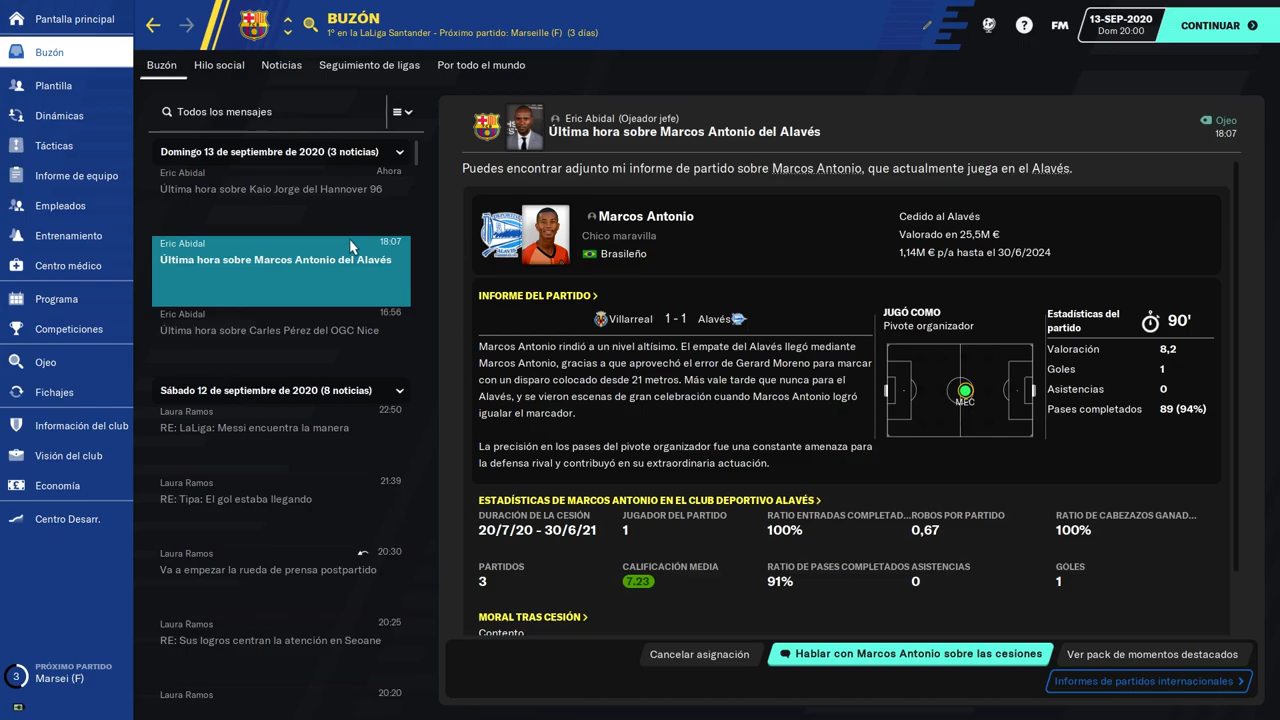 Pantalla principal
Buzón
Plantilla
Dinámicas
Tácticas
Informe de equipo
Empleados
Entrenamiento
Centro médico
Programa
Competiciones
Ojeo
Fichajes
Información del club
Visión del club
Economía
Centro Desarr.
PRÓXIMO PARTIDO
3
Marsei (F)
BUZÓN
1º en la LaLiga Santander - Próximo partido: Marseille (F) (3 días)
FM
13-SEP-2020
Dom 20:00
CONTINUAR
Buzón
Hilo social
Noticias
Seguimiento de ligas
Por todo el mundo
Todos los mensajes
Domingo 13 de septiembre de 2020 (3 noticias)
Eric Abidal
Ahora
Última hora sobre Kaio Jorge del Hannover 96
Eric Abidal
18:07
Última hora sobre Marcos Antonio del Alavés
Eric Abidal
16:56
Última hora sobre Carles Pérez del OGC Nice
Sábado 12 de septiembre de 2020 (8 noticias)
Laura Ramos
22:50
RE: LaLiga: Messi encuentra la manera
Laura Ramos
21:39
RE: Tipa: El gol estaba llegando
Laura Ramos
20:30
Va a empezar la rueda de prensa postpartido
Laura Ramos
20:25
RE: Sus logros centran la atención en Seoane
Laura Ramos
20:20
Eric Abidal (Ojeador jefe)
Última hora sobre Marcos Antonio del Alavés
Ojeo
18:07
Puedes encontrar adjunto mi informe de partido sobre Marcos Antonio, que actualmente juega en el Alavés.
Marcos Antonio
Chico maravilla
Brasileño
Cedido al Alavés
Valorado en 25,5M €
1,14M € p/a hasta el 30/6/2024
INFORME DEL PARTIDO
Villarreal 1 - 1 Alavés
Marcos Antonio rindió a un nivel altísimo. El empate del Alavés llegó mediante
Marcos Antonio, gracias a que aprovechó el error de Gerard Moreno para marcar
con un disparo colocado desde 21 metros. Más vale tarde que nunca para el
Alavés, y se vieron escenas de gran celebración cuando Marcos Antonio logró
igualar el marcador.
La precisión en los pases del pivote organizador fue una constante amenaza para
la defensa rival y contribuyó en su extraordinaria actuación.
JUGÓ COMO
Pivote organizador
MEC
Estadísticas del
partido
90'
Valoración 8,2
Goles 1
Asistencias 0
Pases completados 89 (94%)
ESTADÍSTICAS DE MARCOS ANTONIO EN EL CLUB DEPORTIVO ALAVÉS
DURACIÓN DE LA CESIÓN
20/7/20 - 30/6/21
JUGADOR DEL PARTIDO
1
RATIO ENTRADAS COMPLETAD...
100%
ROBOS POR PARTIDO
0,67
RATIO DE CABEZAZOS GANAD...
100%
PARTIDOS
3
CALIFICACIÓN MEDIA
7.23
RATIO DE PASES COMPLETADOS
91%
ASISTENCIAS
0
GOLES
1
MORAL TRAS CESIÓN
Contento
Cancelar asignación
Hablar con Marcos Antonio sobre las cesiones
Ver pack de momentos destacados
Informes de partidos internacionales